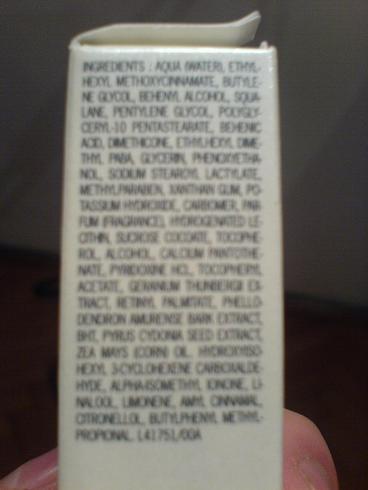 INGREDIENTS : AQUA (WATER), ETHYL-
HEXYL METHOXYCINNAMATE, BUTYLE-
NE GLYCOL, BEHENYL ALCOHOL, SQUA-
LANE, PENTYLENE GLYCOL, POLYGLY-
CERYL-10 PENTASTEARATE, BEHENIC
ACID, DIMETHICONE, ETHYLHEXYL DIME-
THYL PABA, GLYCERIN, PHENOXYETHA-
NOL, SODIUM STEAROYL LACTYLATE,
METHYLPARABEN, XANTHAN GUM, PO-
TASSIUM HYDROXIDE, CARBOMER, PAR-
FUM (FRAGRANCE), HYDROGENATED LE-
CITHIN, SUCROSE COCOATE, TOCOPHE-
ROL, ALCOHOL, CALCIUM PANTOTHE-
NATE, PYRIDOXINE HCL, TOCOPHERYL
ACETATE, GERANIUM THUNBERGII EX-
TRACT, RETINYL PALMITATE, PHELLO-
DENDRON AMURENSE BARK EXTRACT,
BHT, PYRUS CYDONIA SEED EXTRACT,
ZEA MAYS (CORN) OIL, HYDROXYISO-
HEXYL 3-CYCLOHEXENE CARBOXALDE-
HYDE, ALPHA-ISOMETHYL IONONE, LI-
NALOOL, LIMONENE, AMYL CINNAMAL,
CITRONELLOL, BUTYLPHENYL METHYL-
PROPIONAL. L41751/00A